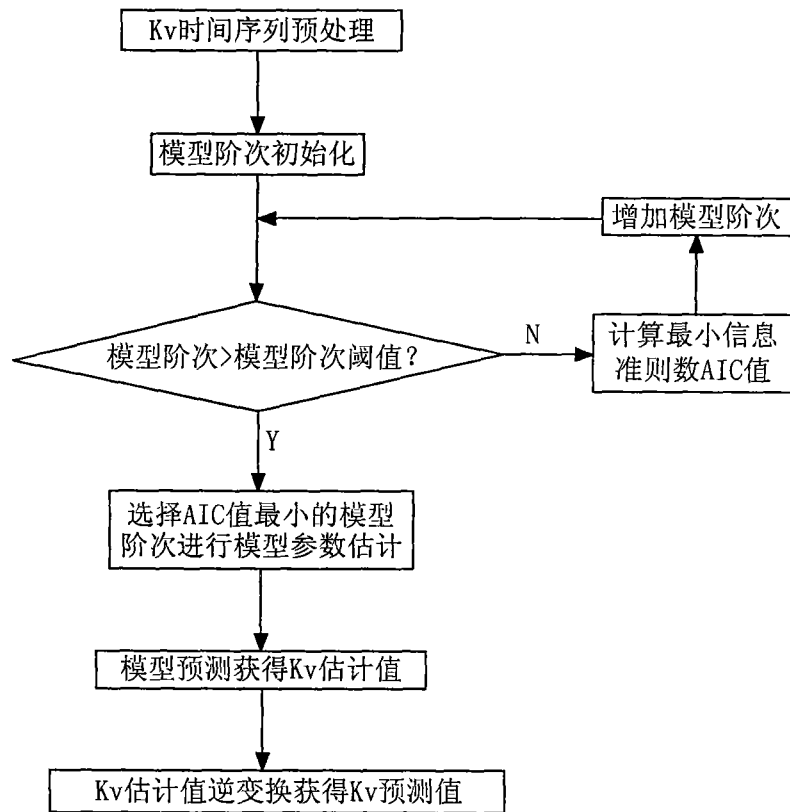 Kv时间序列预处理
模型阶次初始化
增加模型阶次
模型阶次>模型阶次阈值?
N
计算最小信息
准则数AIC值
Y
选择AIC值最小的模型
阶次进行模型参数估计
模型预测获得Kv估计值
Kv估计值逆变换获得Kv预测值